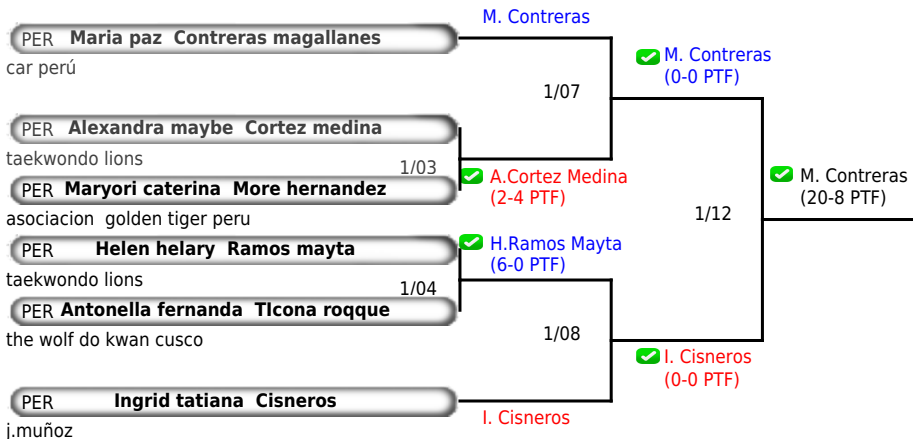 M. Contreras
PER Maria paz Contreras magallanes
car perú
M. Contreras
(0-0 PTF)
1/07
PER Alexandra maybe Cortez medina
taekwondo lions
1/03
A.Cortez Medina
(2-4 PTF)
PER Maryori caterina More hernandez
asociacion golden tiger peru
M. Contreras
(20-8 PTF)
1/12
PER Helen helary Ramos mayta
taekwondo lions
H.Ramos Mayta
(6-0 PTF)
1/04
PER Antonella fernanda TIcona roqque
the wolf do kwan cusco
1/08
I. Cisneros
(0-0 PTF)
PER Ingrid tatiana Cisneros
j.muñoz
I. Cisneros